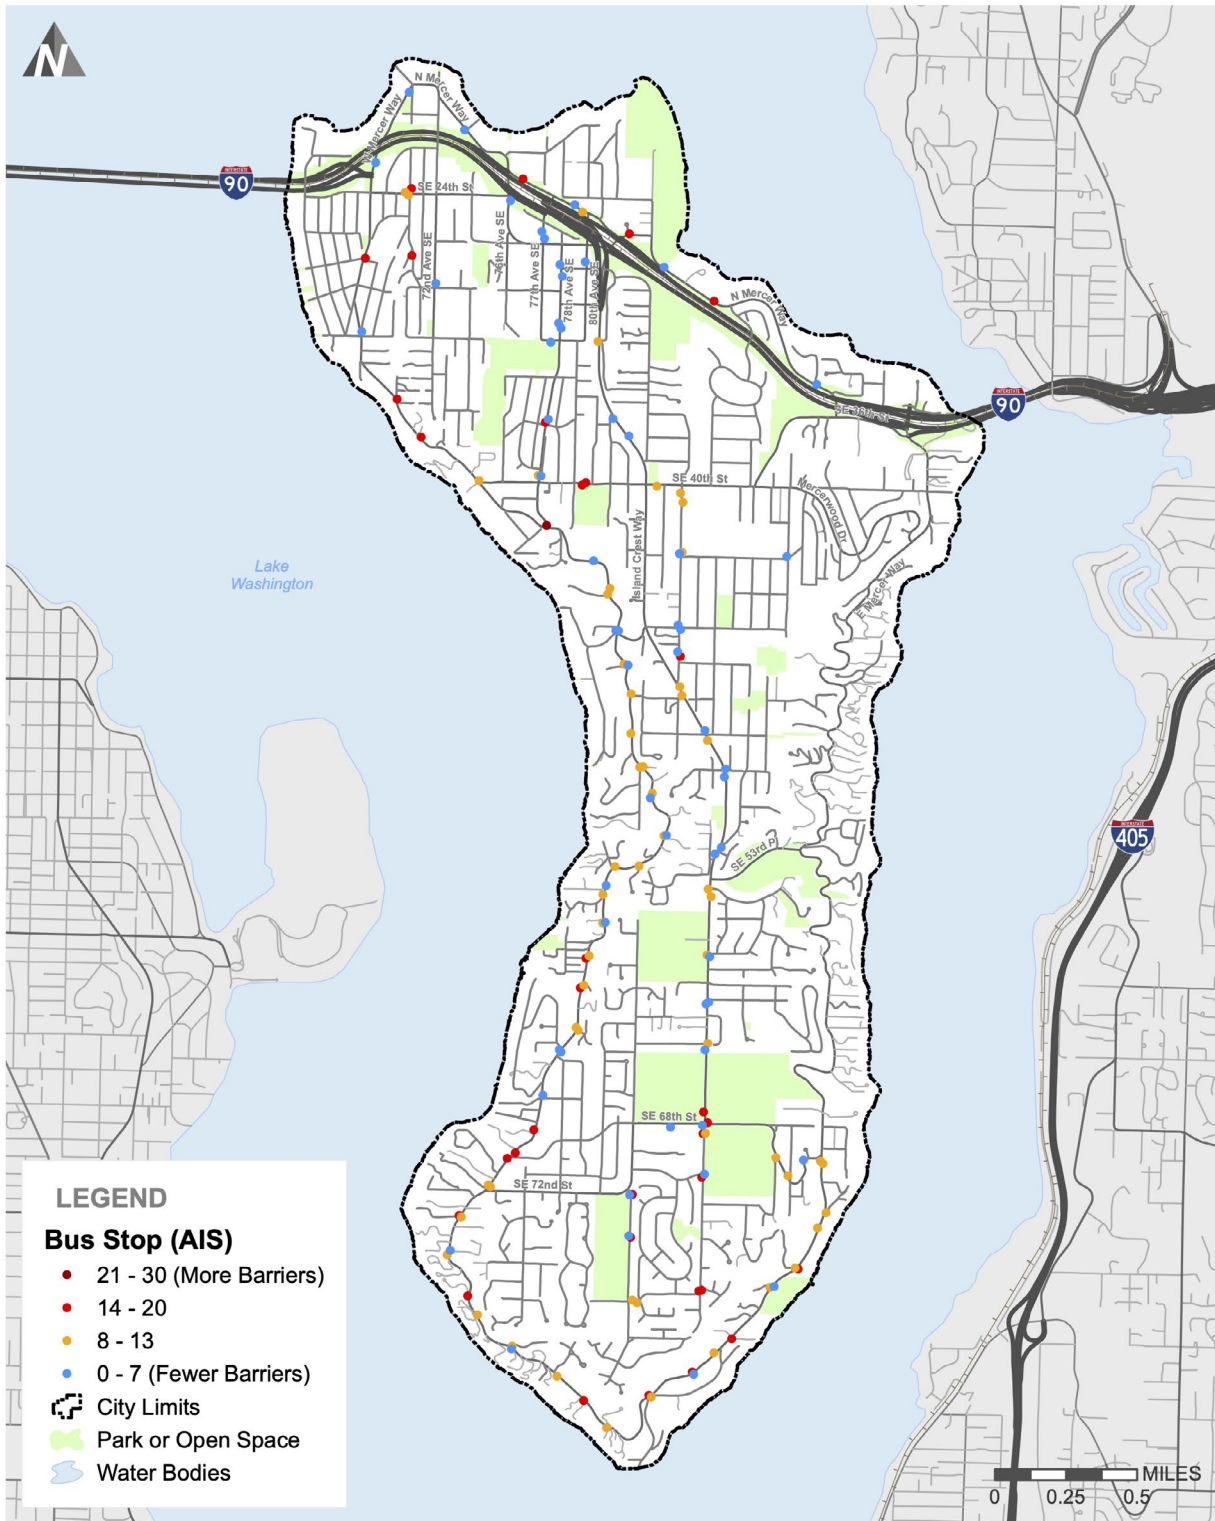 N
N Mercer Way
N Mercer Way
INTERSTATE
90
SE 24th St
72nd Ave SE
76th Ave SE
77th Ave SE
78th Ave SE
80th Ave SE
N Mercer Way
INTERSTATE
90
SE 36th St
SE 40th St
Mercerwood Dr
Island Crest Way
E Mercer Way
Lake
Washington
INTERSTATE
405
SE 53rd Pl
SE 68th St
SE 72nd St
LEGEND
Bus Stop (AIS)
21 - 30 (More Barriers)
14 - 20
8 - 13
0 - 7 (Fewer Barriers)
City Limits
Park or Open Space
Water Bodies
MILES
0 0.25 0.5